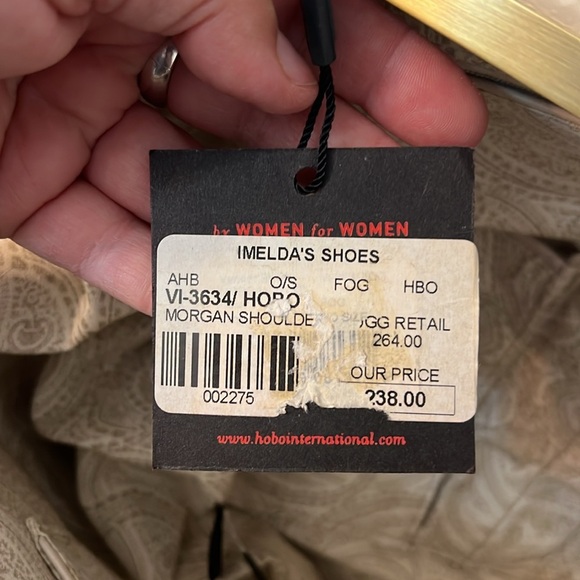 by WOMEN for WOMEN
IMELDA'S SHOES
AHB O/S FOG HBO
VI-3634/ HOBO
MORGAN SHOULDE GG RETAIL
264.00
OUR PRICE
002275 238.00
www.hobointernational.com